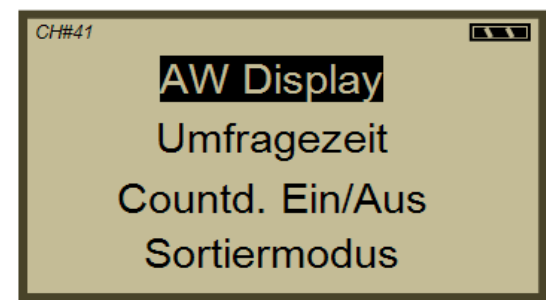 CH#41
AW Display
Umfragezeit
Countd. Ein/Aus
Sortiermodus